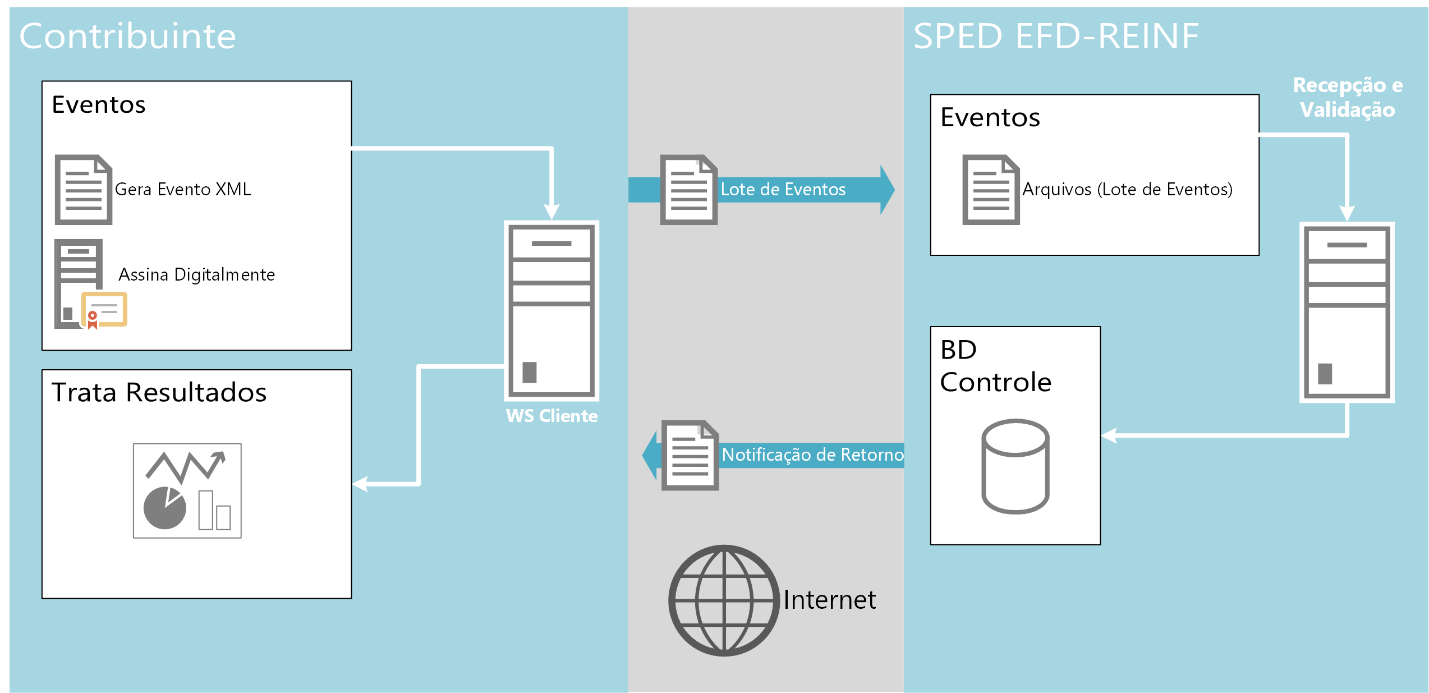 Contribuinte
Eventos
Gera Evento XML
Assina Digitalmente
Trata Resultados
WS Cliente
Lote de Eventos
Notificação de Retorno
Internet
SPED EFD-REINF
Recepção e
Validação
Eventos
Arquivos (Lote de Eventos)
BD
Controle